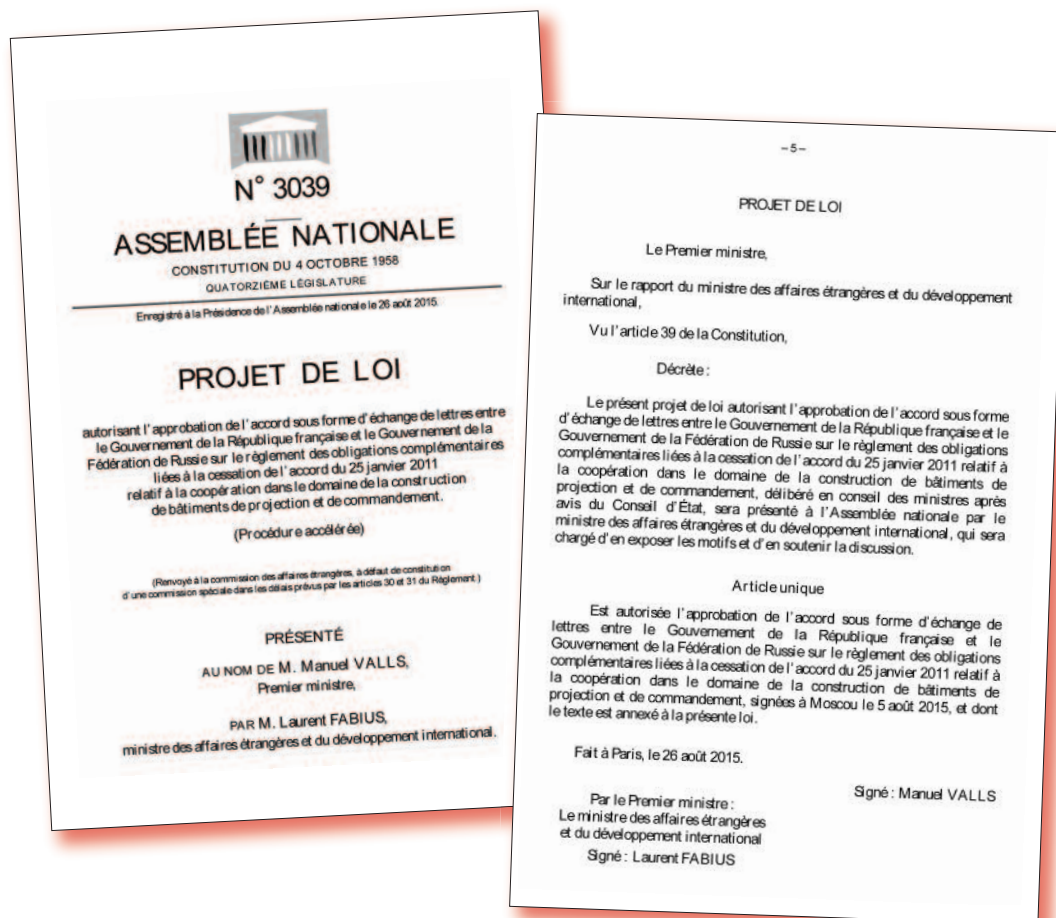 N° 3039
ASSEMBLÉE NATIONALE
CONSTITUTION DU 4 OCTOBRE 1958
QUATORZIÈME LÉGISLATURE
Enregistré à la Présidence de l'Assemblée nationale le 26 août 2015.
PROJET DE LOI
autorisant l'approbation de l'accord sous forme d'échange de lettres entre
le Gouvernement de la République française et le Gouvernement de la
Fédération de Russie sur le règlement des obligations complémentaires
liées à la cessation de l'accord du 25 janvier 2011
relatif à la coopération dans le domaine de la construction
de bâtiments de projection et de commandement.
(Procédure accélérée)
(Renvoyé à la commission des affaires étrangères, à défaut de constitution
d'une commission spéciale dans les délais prévus par les articles 30 et 31 du Règlement.)
PRÉSENTÉ
AU NOM DE M. Manuel VALLS,
Premier ministre,
PAR M. Laurent FABIUS,
ministre des affaires étrangères et du développement international.
–5–
PROJET DE LOI
Le Premier ministre,
Sur le rapport du ministre des affaires étrangères et du développement
international,
Vu l'article 39 de la Constitution,
Décrète :
Le présent projet de loi autorisant l'approbation de l'accord sous forme
d'échange de lettres entre le Gouvernement de la République française et le
Gouvernement de la Fédération de Russie sur le règlement des obligations
complémentaires liées à la cessation de l'accord du 25 janvier 2011 relatif à
la coopération dans le domaine de la construction de bâtiments de
projection et de commandement, délibéré en conseil des ministres après
avis du Conseil d'État, sera présenté à l'Assemblée nationale par le
ministre des affaires étrangères et du développement international, qui sera
chargé d'en exposer les motifs et d'en soutenir la discussion.
Article unique
Est autorisée l'approbation de l'accord sous forme d'échange de
lettres entre le Gouvernement de la République française et le
Gouvernement de la Fédération de Russie sur le règlement des obligations
complémentaires liées à la cessation de l'accord du 25 janvier 2011 relatif à
la coopération dans le domaine de la construction de bâtiments de
projection et de commandement, signées à Moscou le 5 août 2015, et dont
le texte est annexé à la présente loi.
Fait à Paris, le 26 août 2015.
Signé : Manuel VALLS
Par le Premier ministre :
Le ministre des affaires étrangères
et du développement international
Signé : Laurent FABIUS